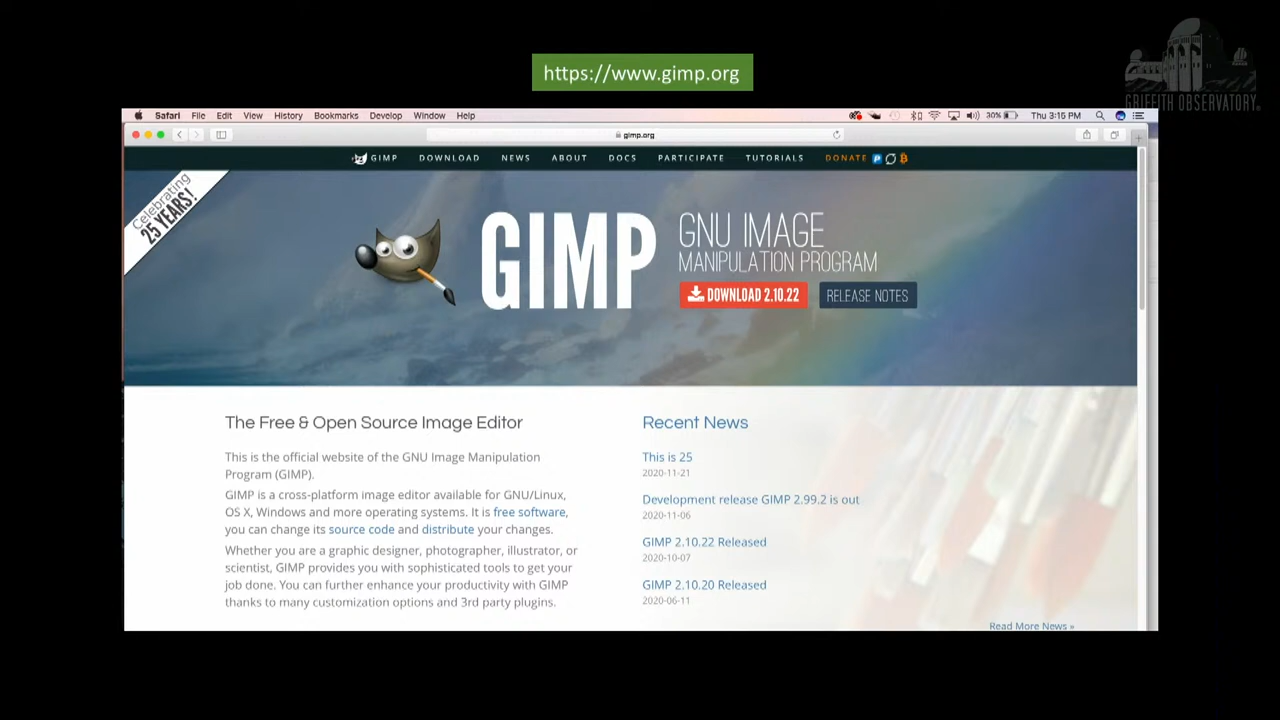 https://www.gimp.org
GRIFFITH OBSERVATORY
Safari File Edit View History Bookmarks Develop Window Help 30% Thu 3:15 PM
gimp.org
GIMP DOWNLOAD NEWS ABOUT DOCS PARTICIPATE TUTORIALS DONATE
Celebrating
25 YEARS!
GIMP
GNU IMAGE
MANIPULATION PROGRAM
DOWNLOAD 2.10.22
RELEASE NOTES
The Free & Open Source Image Editor
This is the official website of the GNU Image Manipulation
Program (GIMP).
GIMP is a cross-platform image editor available for GNU/Linux,
OS X, Windows and more operating systems. It is free software,
you can change its source code and distribute your changes.
Whether you are a graphic designer, photographer, illustrator, or
scientist, GIMP provides you with sophisticated tools to get your
job done. You can further enhance your productivity with GIMP
thanks to many customization options and 3rd party plugins.
Recent News
This is 25
2020-11-21
Development release GIMP 2.99.2 is out
2020-11-06
GIMP 2.10.22 Released
2020-10-07
GIMP 2.10.20 Released
2020-06-11
Read More News »